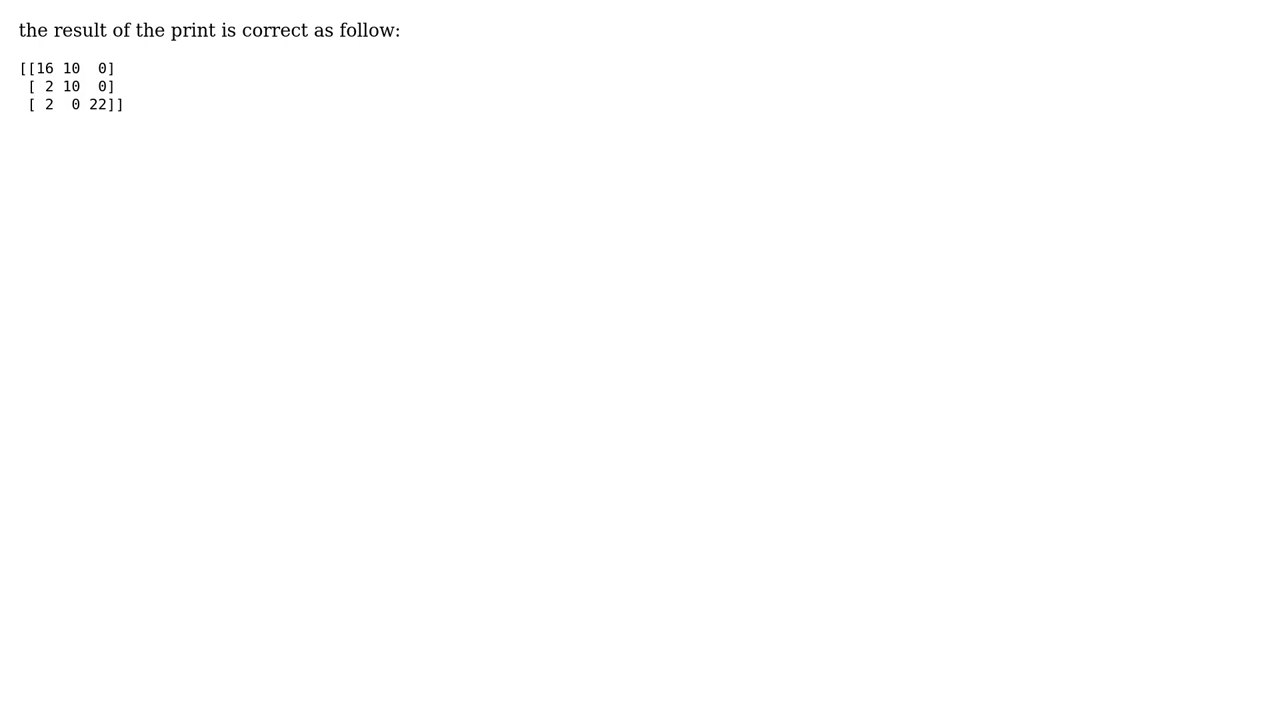 the result of the print is correct as follow:
[[16 10  0]
 [ 2 10  0]
 [ 2  0 22]]